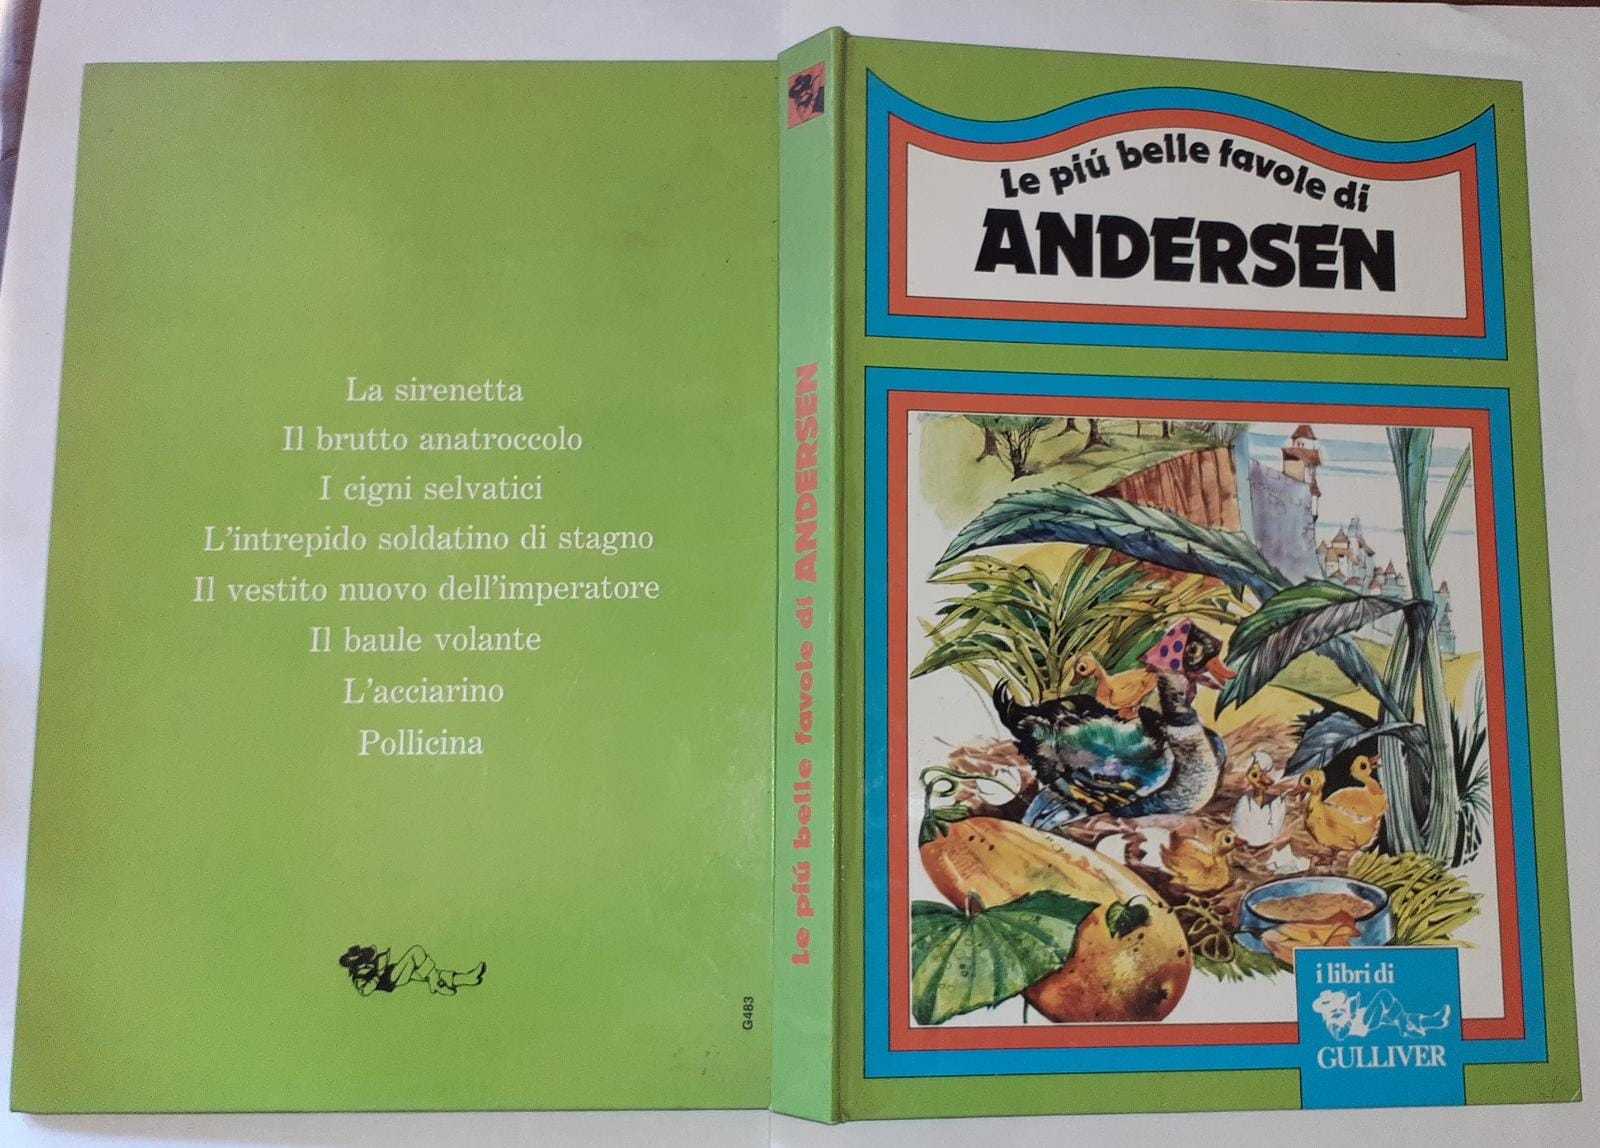 La sirenetta
Il brutto anatroccolo
I cigni selvatici
L'intrepido soldatino di stagno
Il vestito nuovo dell'imperatore
Il baule volante
L'acciarino
Pollicina
G483
Le piú belle favole di ANDERSEN
Le piú belle favole di
ANDERSEN
i libri di
GULLIVER